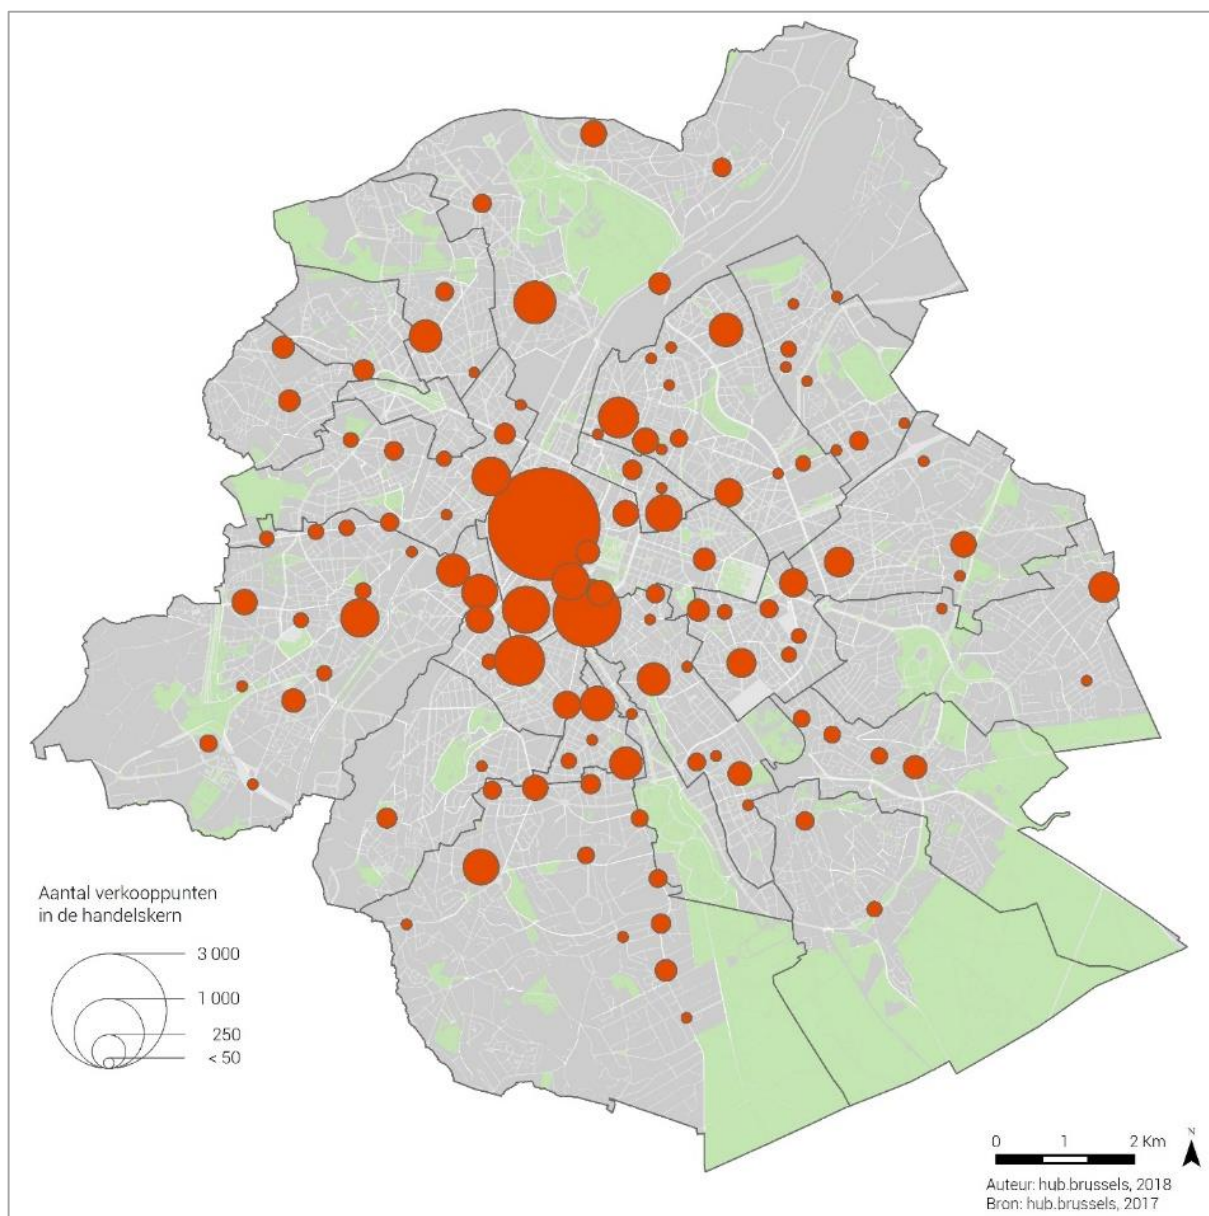 Aantal verkooppunten
in de handelskern
3 000
1 000
250
< 50
0 1 2 Km
N
Auteur: hub.brussels, 2018
Bron: hub.brussels, 2017